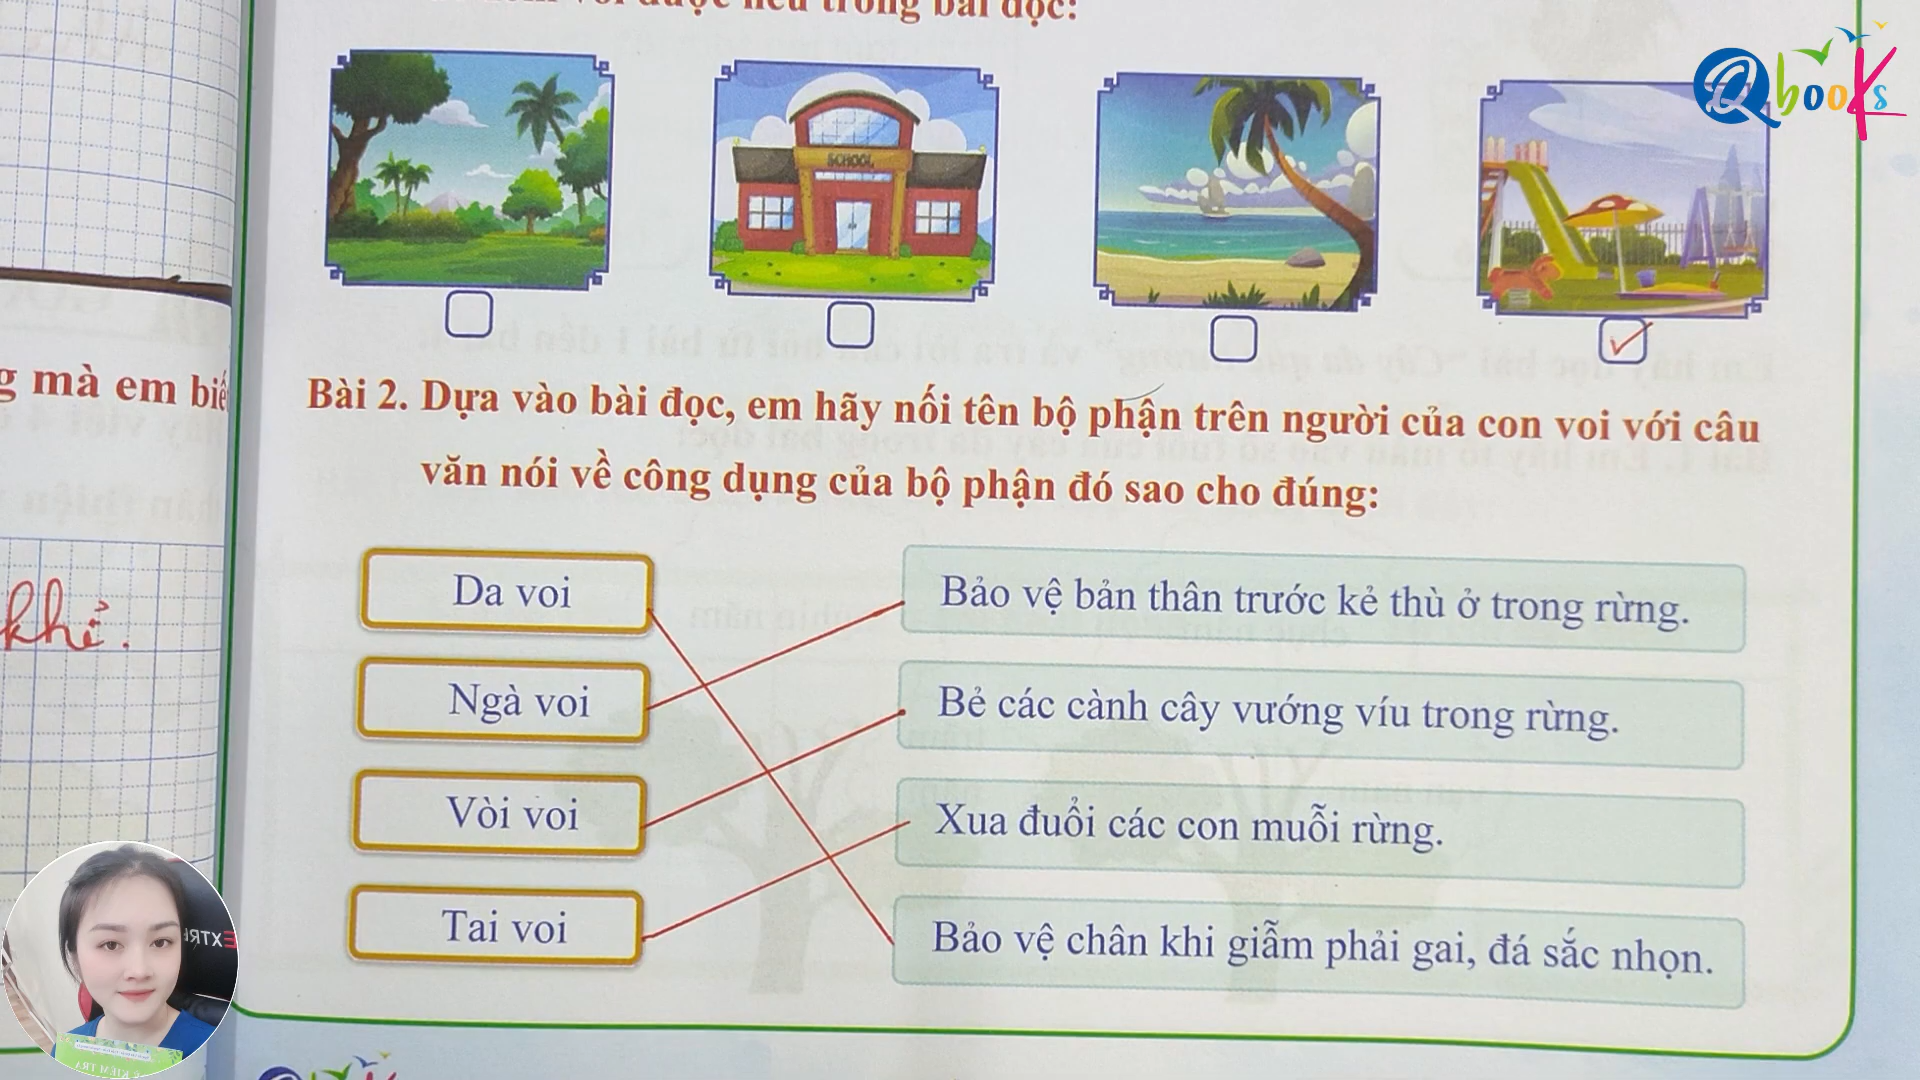 trong bài đọc:
Qbooks
SCHOOL
g mà em biế
Bài 2. Dựa vào bài đọc, em hãy nối tên bộ phận trên người của con voi với câu
văn nói về công dụng của bộ phận đó sao cho đúng:
khỉ.
Da voi
Bảo vệ bản thân trước kẻ thù ở trong rừng.
Ngà voi
Bẻ các cành cây vướng víu trong rừng.
Vòi voi
Xua đuổi các con muỗi rừng.
Tai voi
Bảo vệ chân khi giẫm phải gai, đá sắc nhọn.